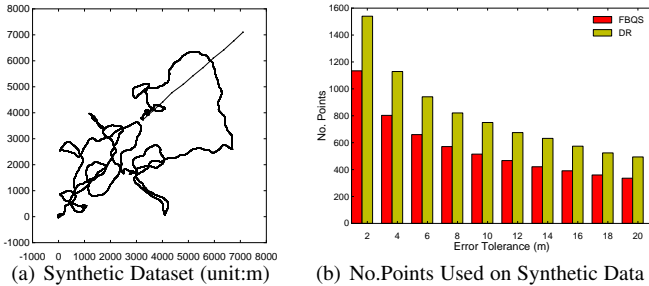 8000
7000
6000
5000
4000
3000
2000
1000
0
-1000
-1000 0 1000 2000 3000 4000 5000 6000 7000 8000
(a) Synthetic Dataset (unit:m)
1600
1400
1200
1000
800
600
400
200
0
No. Points
FBQS
DR
2 4 6 8 10 12 14 16 18 20
Error Tolerance (m)
(b) No.Points Used on Synthetic Data